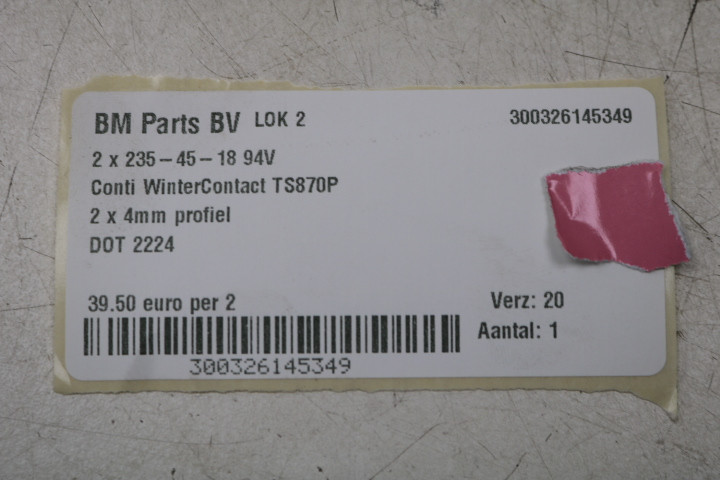 BM Parts BV LOK 2 300326145349
2 x 235-45-18 94V
Conti WinterContact TS870P
2 x 4mm profiel
DOT 2224
39.50 euro per 2 Verz: 20
Aantal: 1
300326145349